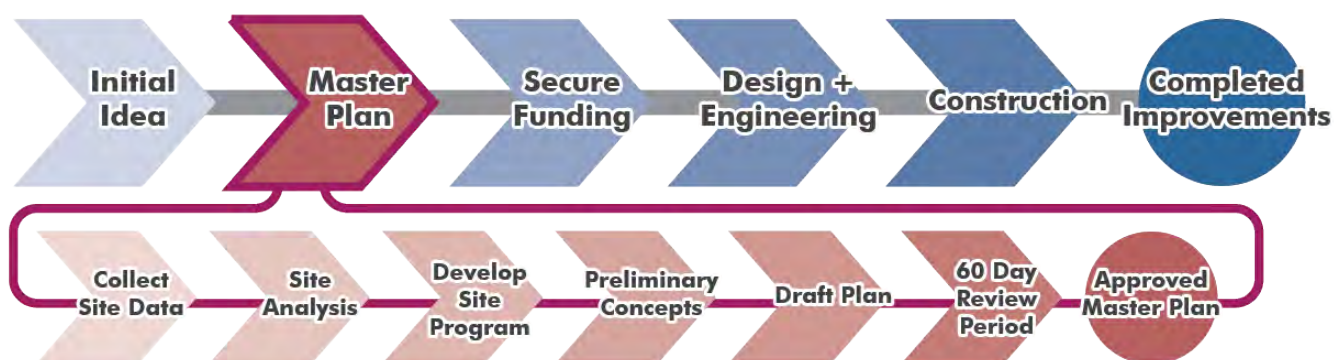 Initial
Idea
Master
Plan
Secure
Funding
Design +
Engineering
Construction
Completed
Improvements
Collect
Site Data
Site
Analysis
Develop
Site
Program
Preliminary
Concepts
Draft Plan
60 Day
Review
Period
Approved
Master Plan